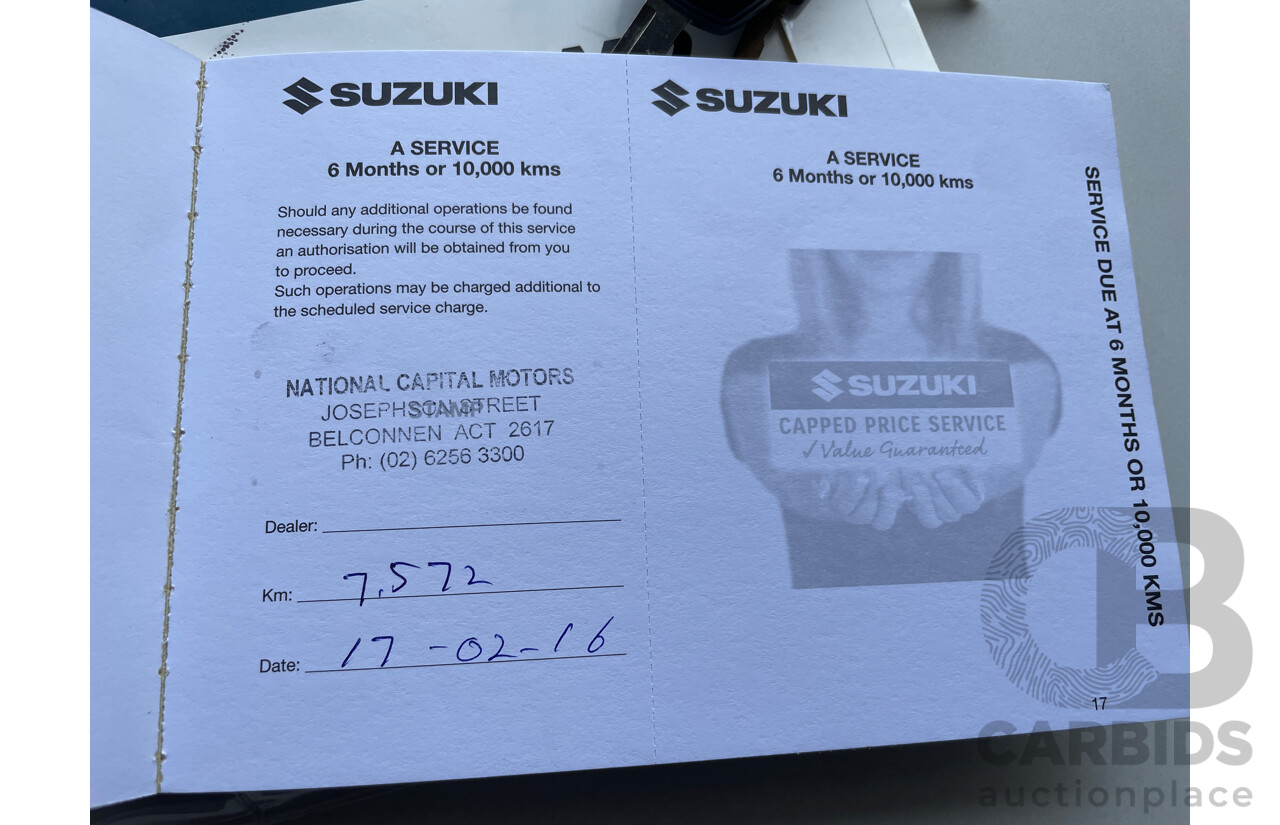 SUZUKI
A SERVICE
6 Months or 10,000 kms
Should any additional operations be found
necessary during the course of this service
an authorisation will be obtained from you
to proceed.
Such operations may be charged additional to
the scheduled service charge.
NATIONAL CAPITAL MOTORS
JOSEPHSON STREET
STAMP
BELCONNEN ACT 2617
Ph: (02) 6256 3300
Dealer:
Km: 7,572
Date: 17-02-16
SUZUKI
A SERVICE
6 Months or 10,000 kms
SUZUKI
CAPPED PRICE SERVICE
✓Value Guaranteed
SERVICE DUE AT 6 MONTHS OR 10,000 KMS
17
CB
CARBIDS
auctionplace